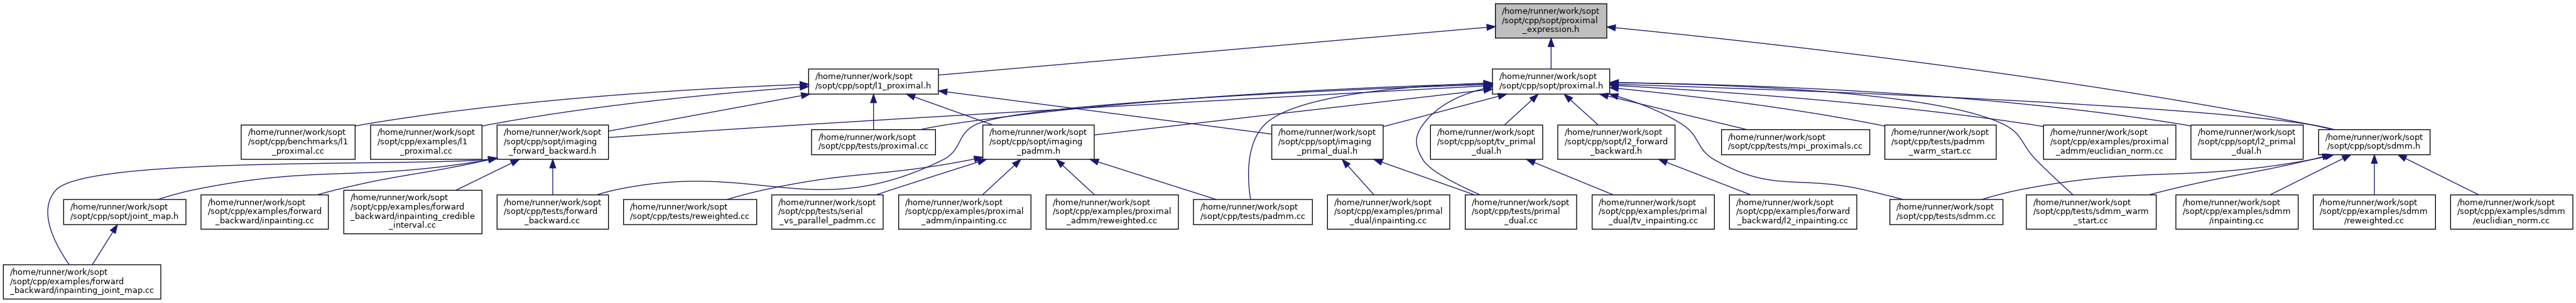 /home/runner/work/sopt
/sopt/cpp/sopt/proximal
_expression.h
/home/runner/work/sopt
/sopt/cpp/sopt/l1_proximal.h
/home/runner/work/sopt
/sopt/cpp/sopt/proximal.h
/home/runner/work/sopt
/sopt/cpp/benchmarks/l1
_proximal.cc
/home/runner/work/sopt
/sopt/cpp/examples/l1
_proximal.cc
/home/runner/work/sopt
/sopt/cpp/sopt/imaging
_forward_backward.h
/home/runner/work/sopt
/sopt/cpp/tests/proximal.cc
/home/runner/work/sopt
/sopt/cpp/sopt/imaging
_padmm.h
/home/runner/work/sopt
/sopt/cpp/sopt/imaging
_primal_dual.h
/home/runner/work/sopt
/sopt/cpp/sopt/tv_primal
_dual.h
/home/runner/work/sopt
/sopt/cpp/sopt/l2_forward
_backward.h
/home/runner/work/sopt
/sopt/cpp/tests/mpi_proximals.cc
/home/runner/work/sopt
/sopt/cpp/tests/padmm
_warm_start.cc
/home/runner/work/sopt
/sopt/cpp/examples/proximal
_admm/euclidian_norm.cc
/home/runner/work/sopt
/sopt/cpp/sopt/l2_primal
_dual.h
/home/runner/work/sopt
/sopt/cpp/sopt/sdmm.h
/home/runner/work/sopt
/sopt/cpp/sopt/joint_map.h
/home/runner/work/sopt
/sopt/cpp/examples/forward
_backward/inpainting.cc
/home/runner/work/sopt
/sopt/cpp/examples/forward
_backward/inpainting_credible
_interval.cc
/home/runner/work/sopt
/sopt/cpp/tests/forward
_backward.cc
/home/runner/work/sopt
/sopt/cpp/tests/reweighted.cc
/home/runner/work/sopt
/sopt/cpp/tests/serial
_vs_parallel_padmm.cc
/home/runner/work/sopt
/sopt/cpp/examples/proximal
_admm/inpainting.cc
/home/runner/work/sopt
/sopt/cpp/examples/proximal
_admm/reweighted.cc
/home/runner/work/sopt
/sopt/cpp/tests/padmm.cc
/home/runner/work/sopt
/sopt/cpp/examples/primal
_dual/inpainting.cc
/home/runner/work/sopt
/sopt/cpp/tests/primal
_dual.cc
/home/runner/work/sopt
/sopt/cpp/examples/primal
_dual/tv_inpainting.cc
/home/runner/work/sopt
/sopt/cpp/examples/forward
_backward/l2_inpainting.cc
/home/runner/work/sopt
/sopt/cpp/tests/sdmm.cc
/home/runner/work/sopt
/sopt/cpp/tests/sdmm_warm
_start.cc
/home/runner/work/sopt
/sopt/cpp/examples/sdmm
/inpainting.cc
/home/runner/work/sopt
/sopt/cpp/examples/sdmm
/reweighted.cc
/home/runner/work/sopt
/sopt/cpp/examples/sdmm
/euclidian_norm.cc
/home/runner/work/sopt
/sopt/cpp/examples/forward
_backward/inpainting_joint_map.cc